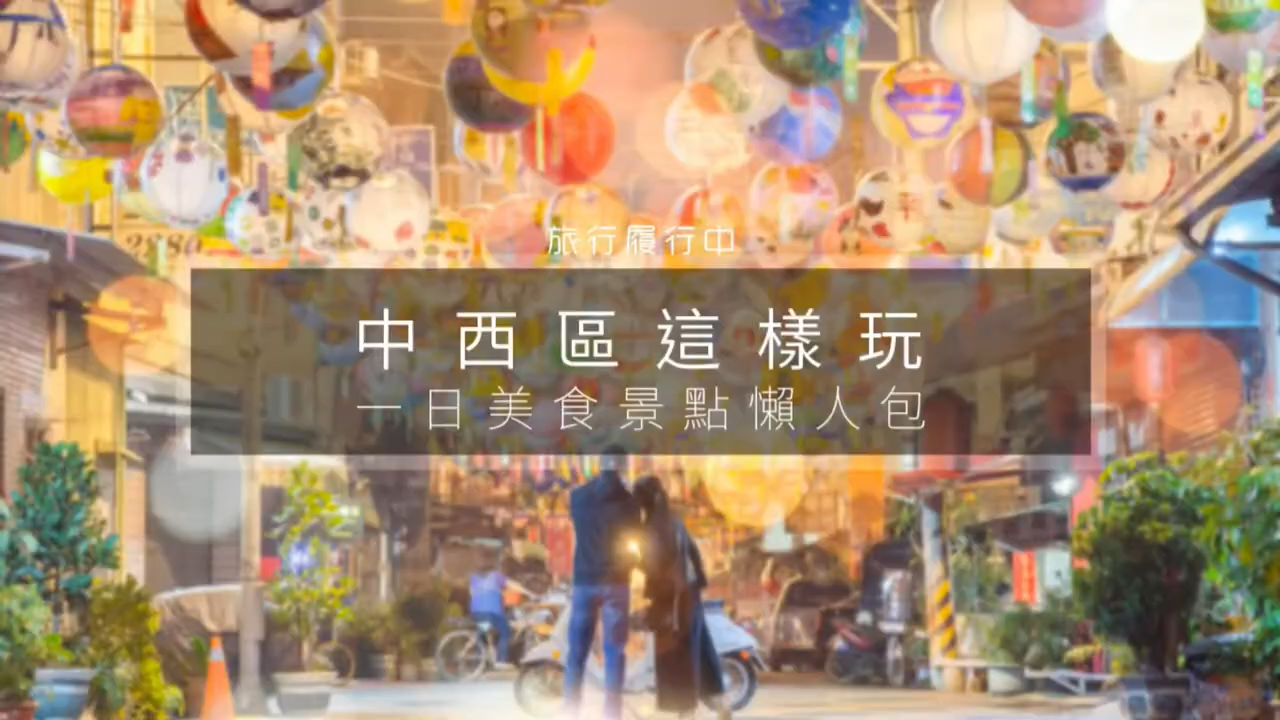 旅行履行中
中西區這樣玩
一日美食景點懶人包